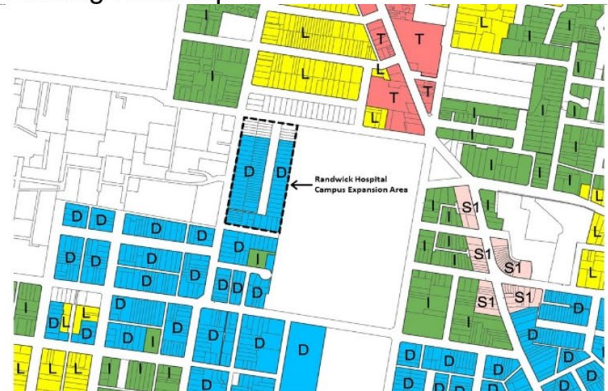 I L T T L I I I
I L L T
T T I
L I
I I
D D Randwick Hospital
Campus Expansion Area
I I
L
I I S1 L
D D D D
D D D D D I I I S1 S1 L
D I
D D D D D
I D L L D D I D D D I I S1 S1
D D
L L I I I D D D D D D